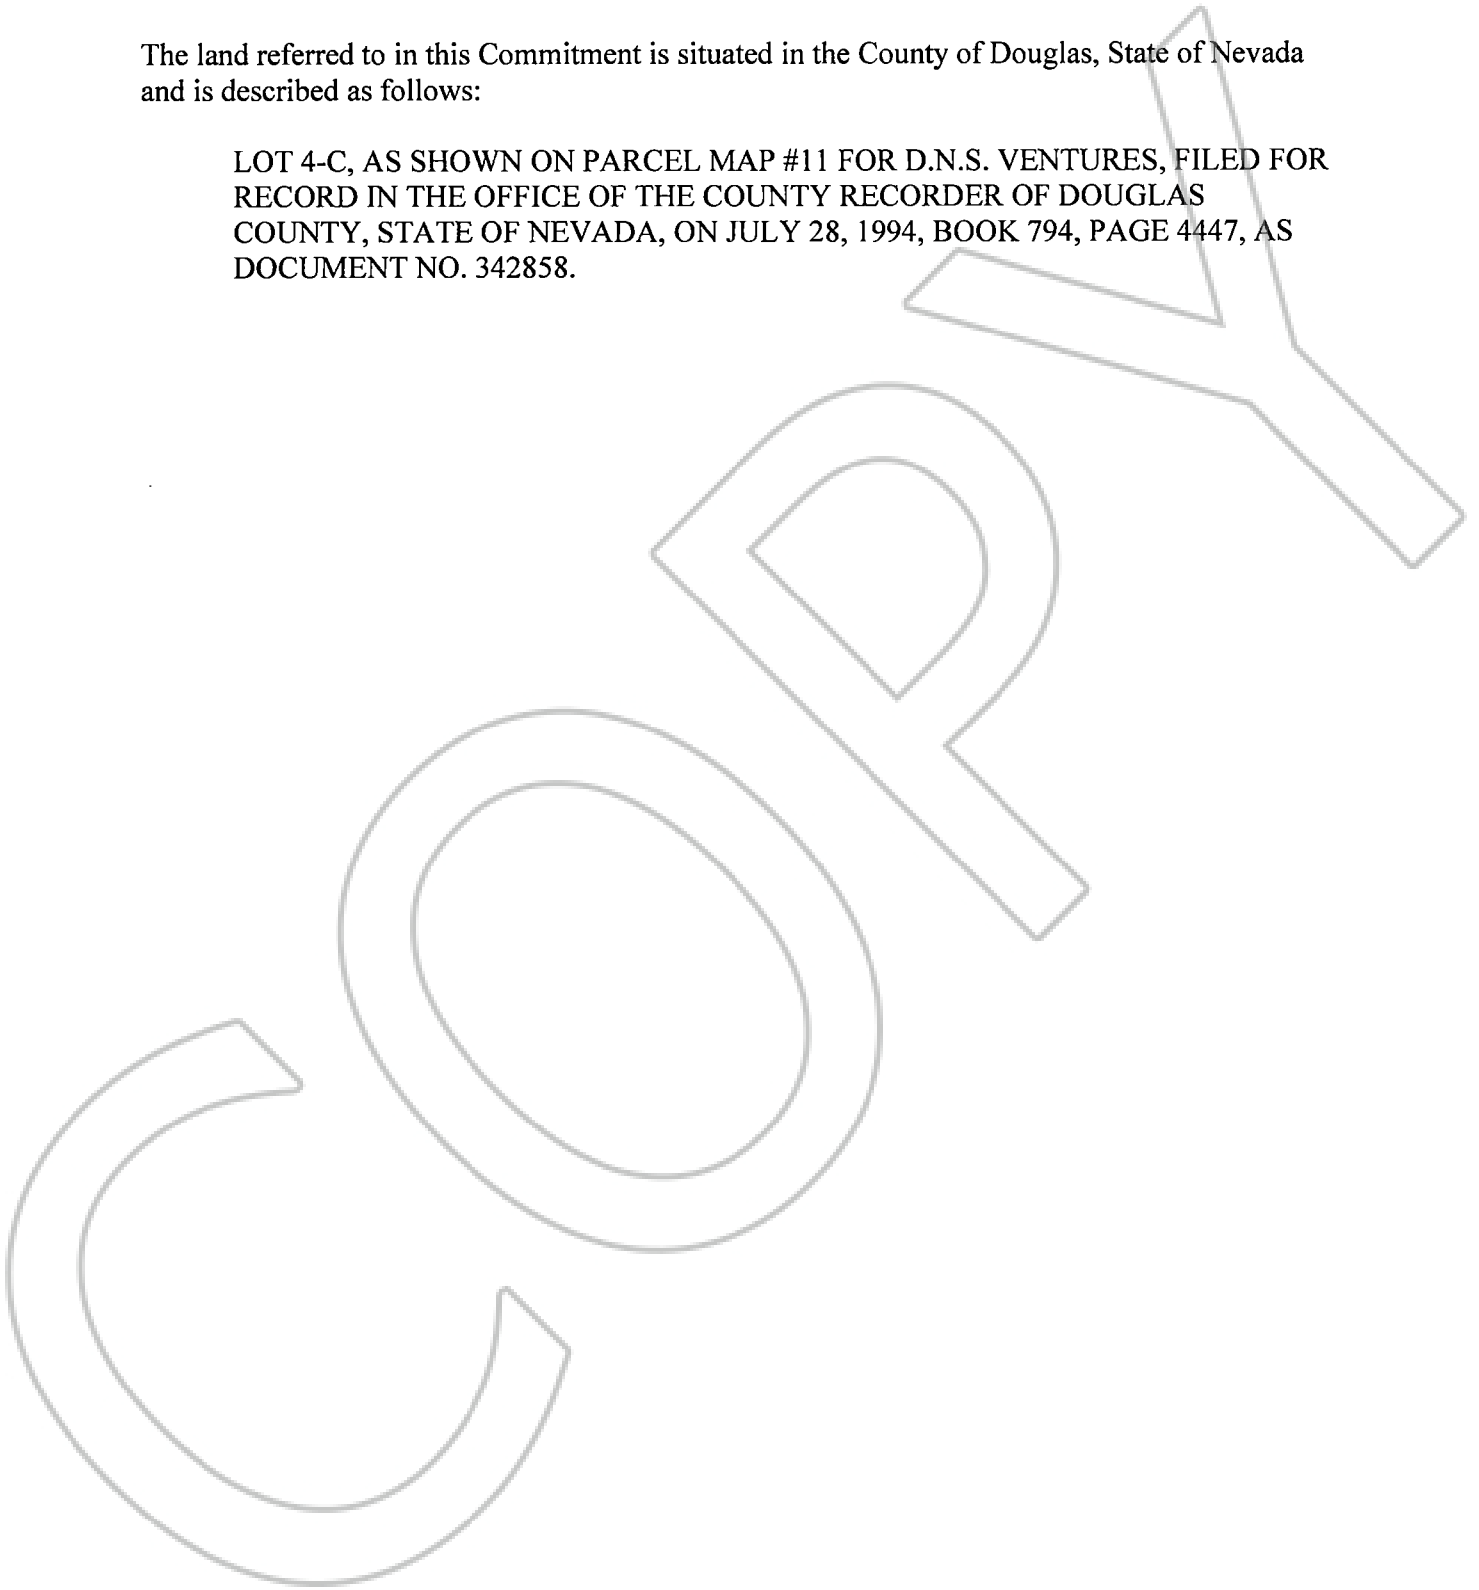 The land referred to in this Commitment is situated in the County of Douglas, State of Nevada
and is described as follows:
LOT 4-C, AS SHOWN ON PARCEL MAP #11 FOR D.N.S. VENTURES, FILED FOR
RECORD IN THE OFFICE OF THE COUNTY RECORDER OF DOUGLAS
COUNTY, STATE OF NEVADA, ON JULY 28, 1994, BOOK 794, PAGE 4447, AS
DOCUMENT NO. 342858.
COPY